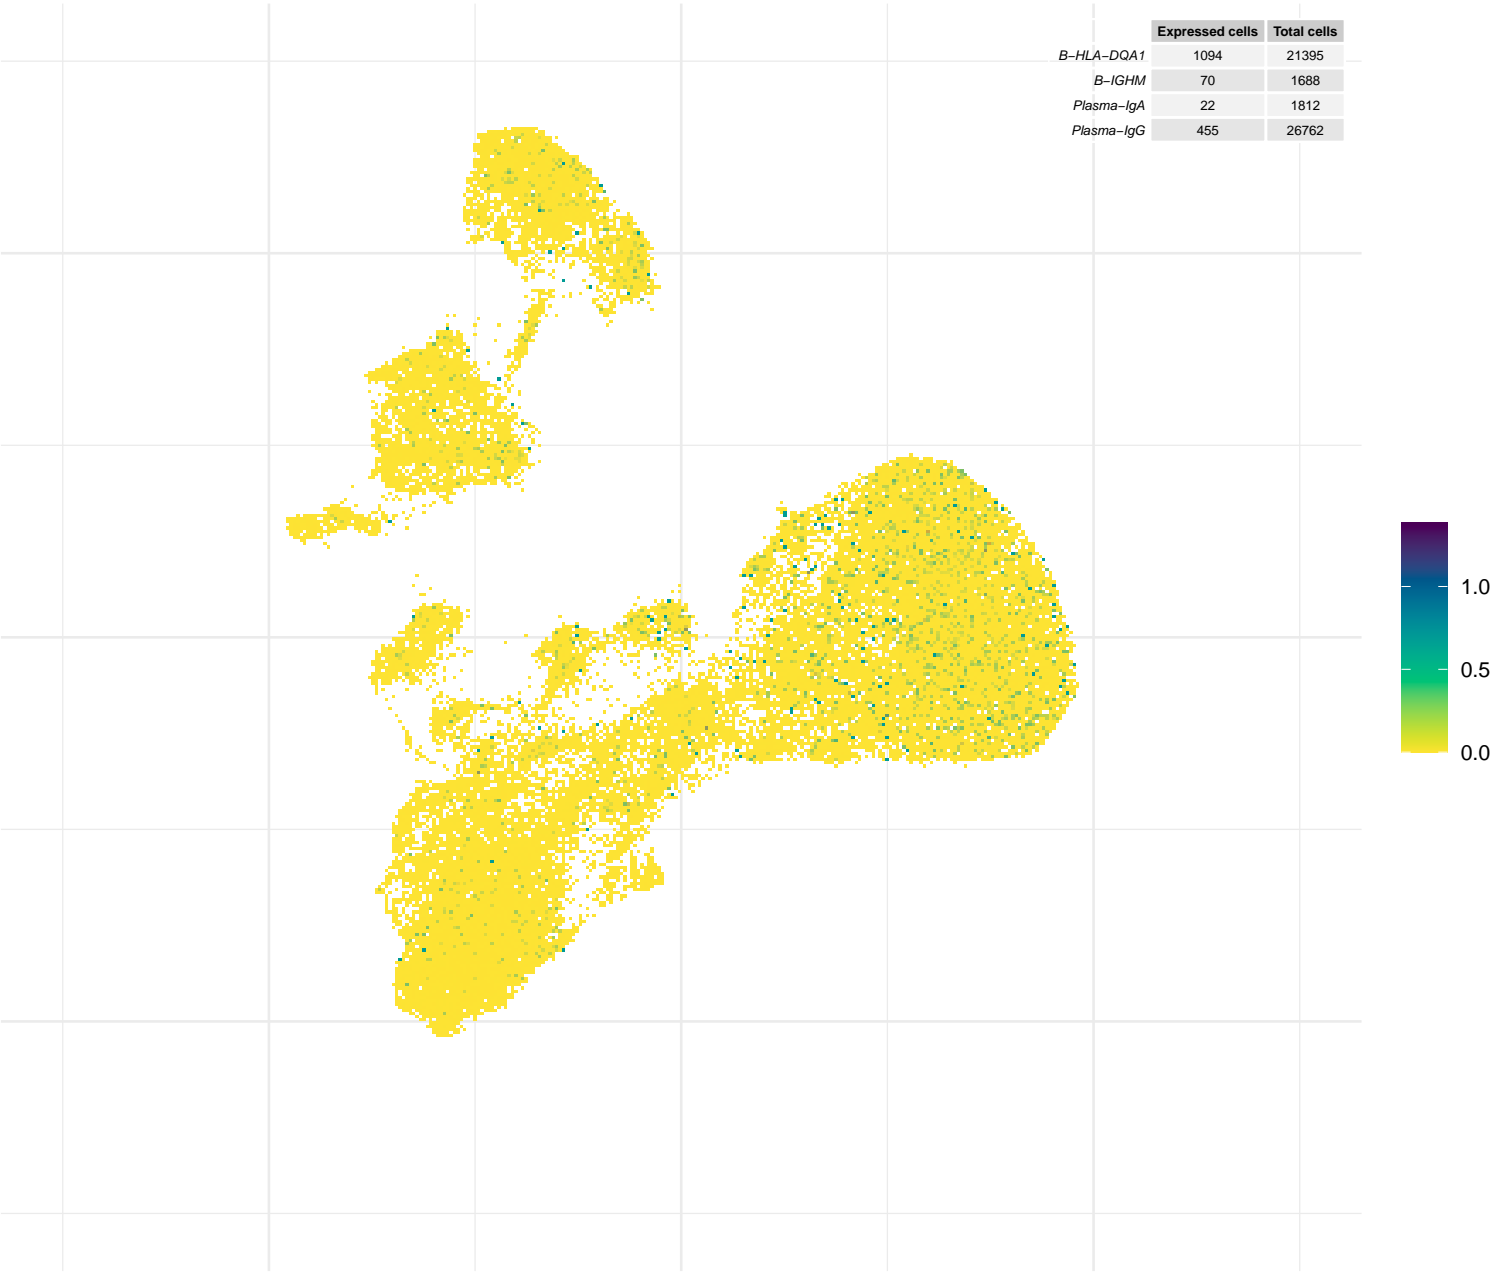 Expressed cells Total cells
B−HLA−DQA1 1094 21395
B−IGHM 70 1688
Plasma−IgA 22 1812
Plasma−IgG 455 26762
1.0
0.5
0.0